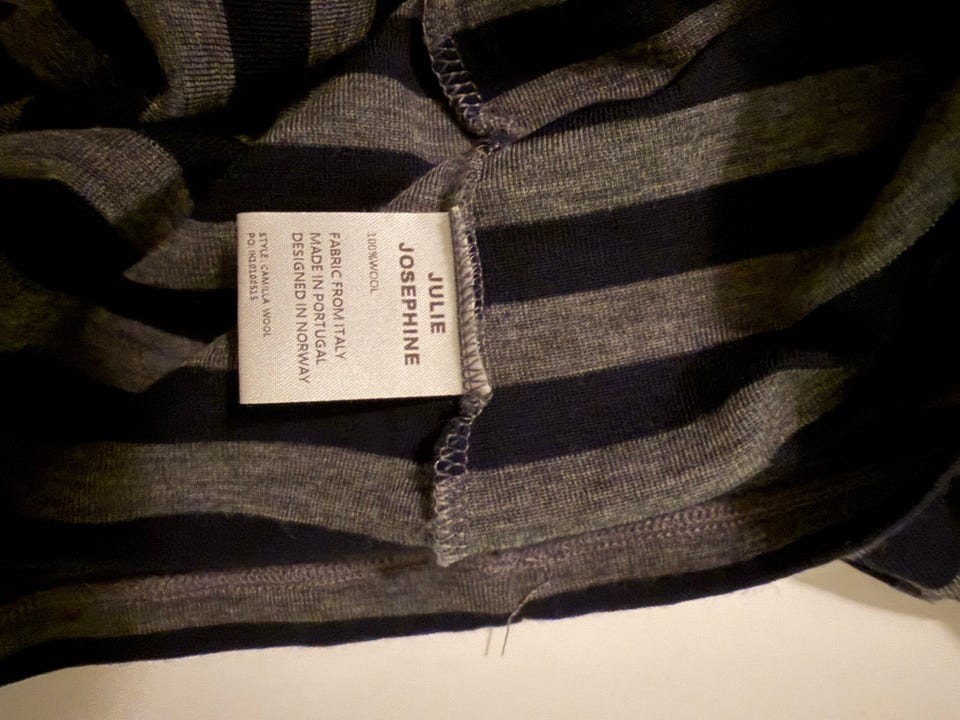 JULIE
JOSEPHINE
100%WOOL
FABRIC FROM ITALY
MADE IN PORTUGAL
DESIGNED IN NORWAY
STYLE: CAMILLA WOOL